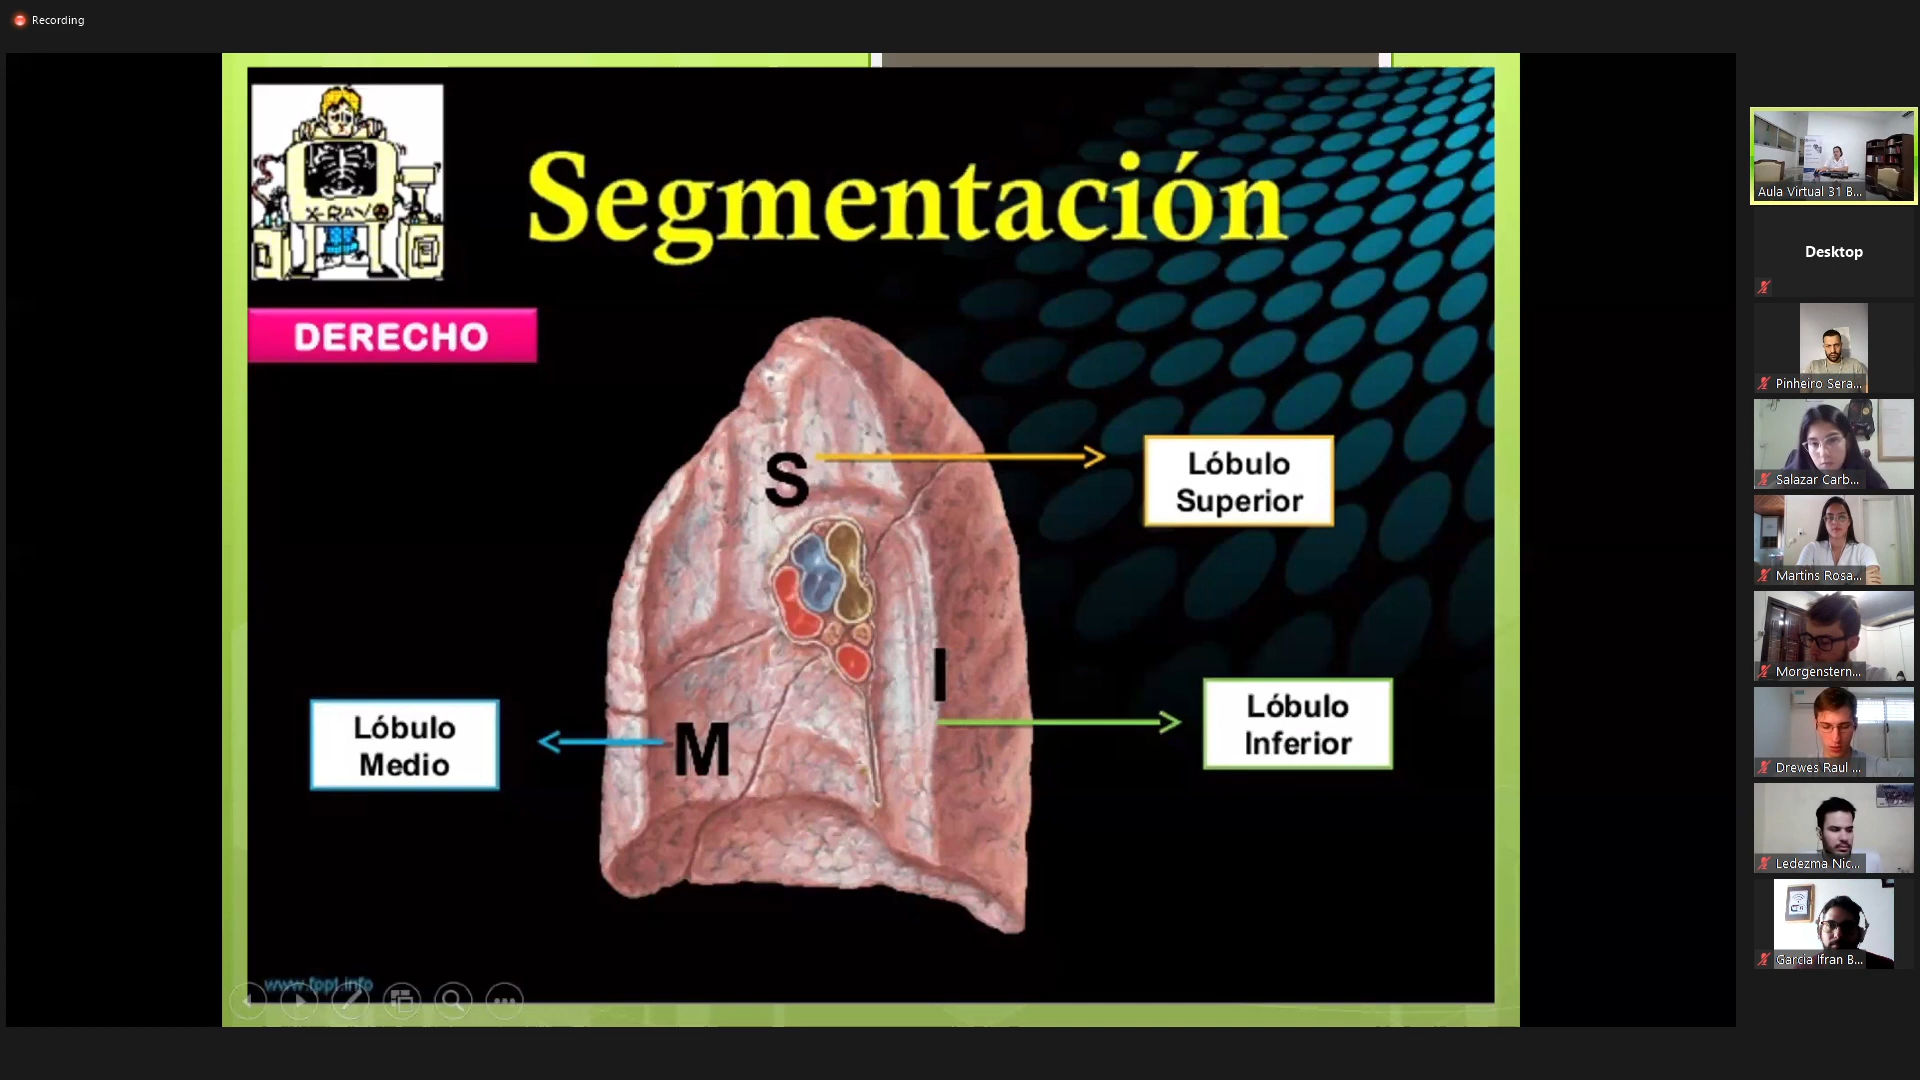 Recording
X-RAY
Segmentación
DERECHO
S
Lóbulo
Superior
I
Lóbulo
Inferior
M
Lóbulo
Medio
www.fopt.info
Aula Virtual 31 B...
Desktop
Pinheiro Sera...
Salazar Carb...
Martins Rosa...
Morgenstern...
Drewes Raul ...
Ledezma Nic...
Garcia Ifran B...